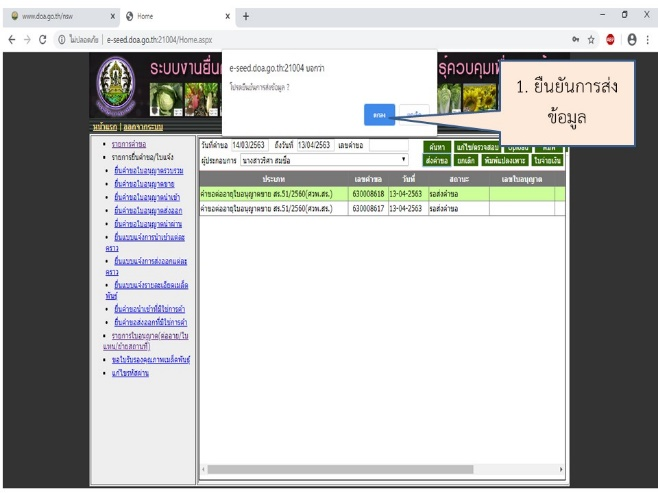 www.doa.go.th/nsw
Home
ไม่ปลอดภัย | e-seed.doa.go.th:21004/Home.aspx
ระบบงานยื่น
ธุ์ควบคุม
e-seed.doa.go.th:21004 บอกว่า
โปรดยืนยันการส่งข้อมูล ?
ตกลง
1. ยืนยันการส่ง
ข้อมูล
หน้าแรก | ออกจากระบบ
วันที่คำขอ 14/03/2563 ถึงวันที่ 13/04/2563 เลขคำขอ
ค้นหา แก้ไข/ตรวจสอบ Upload
ผู้ประกอบการ นางสาวริศา สมชื้อ
ส่งคำขอ ยกเลิก พิมพ์แปลงเพาะ ใบจ่ายเงิน
ประเภท เลขคำขอ วันที่ สถานะ เลขใบอนุญาต
คำขอต่ออายุใบอนุญาตขาย สร.51/2560(ศวพ.สร.) 630008618 13-04-2563 รอส่งคำขอ
คำขอต่ออายุใบอนุญาตขาย สร.51/2560(ศวพ.สร.) 630008617 13-04-2563 รอส่งคำขอ
รายการคำขอ
รายการยื่นคำขอ/ใบแจ้ง
ยื่นคำขอใบอนุญาตรวบรวม
ยื่นคำขอใบอนุญาตขาย
ยื่นคำขอใบอนุญาตนำเข้า
ยื่นคำขอใบอนุญาตส่งออก
ยื่นคำขอใบอนุญาตนำผ่าน
ยื่นแบบแจ้งการนำเข้าแต่ละ
คราว
ยื่นแบบแจ้งการส่งออกแต่ละ
คราว
ยื่นแบบแจ้งรายละเอียดเมล็ด
พันธุ์
ยื่นคำขอนำเข้าที่มิใช่การค้า
ยื่นคำขอส่งออกที่มิใช่การค้า
รายการใบอนุญาต(ต่ออายุ/ใบ
แทน/ย้ายสถานที่)
ขอใบรับรองคุณภาพเมล็ดพันธุ์
แก้ไขรหัสผ่าน